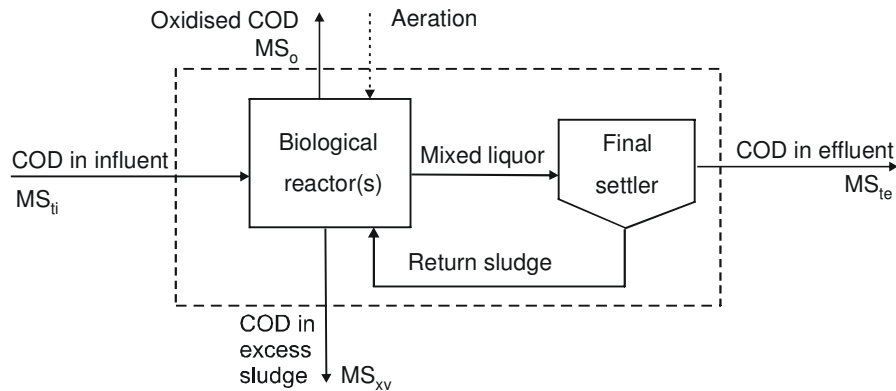 Oxidised COD
MSo
Aeration
COD in influent
MSti
Biological
reactor(s)
Mixed liquor
Final
settler
COD in effluent
MSte
Return sludge
COD in
excess
sludge
MSxv